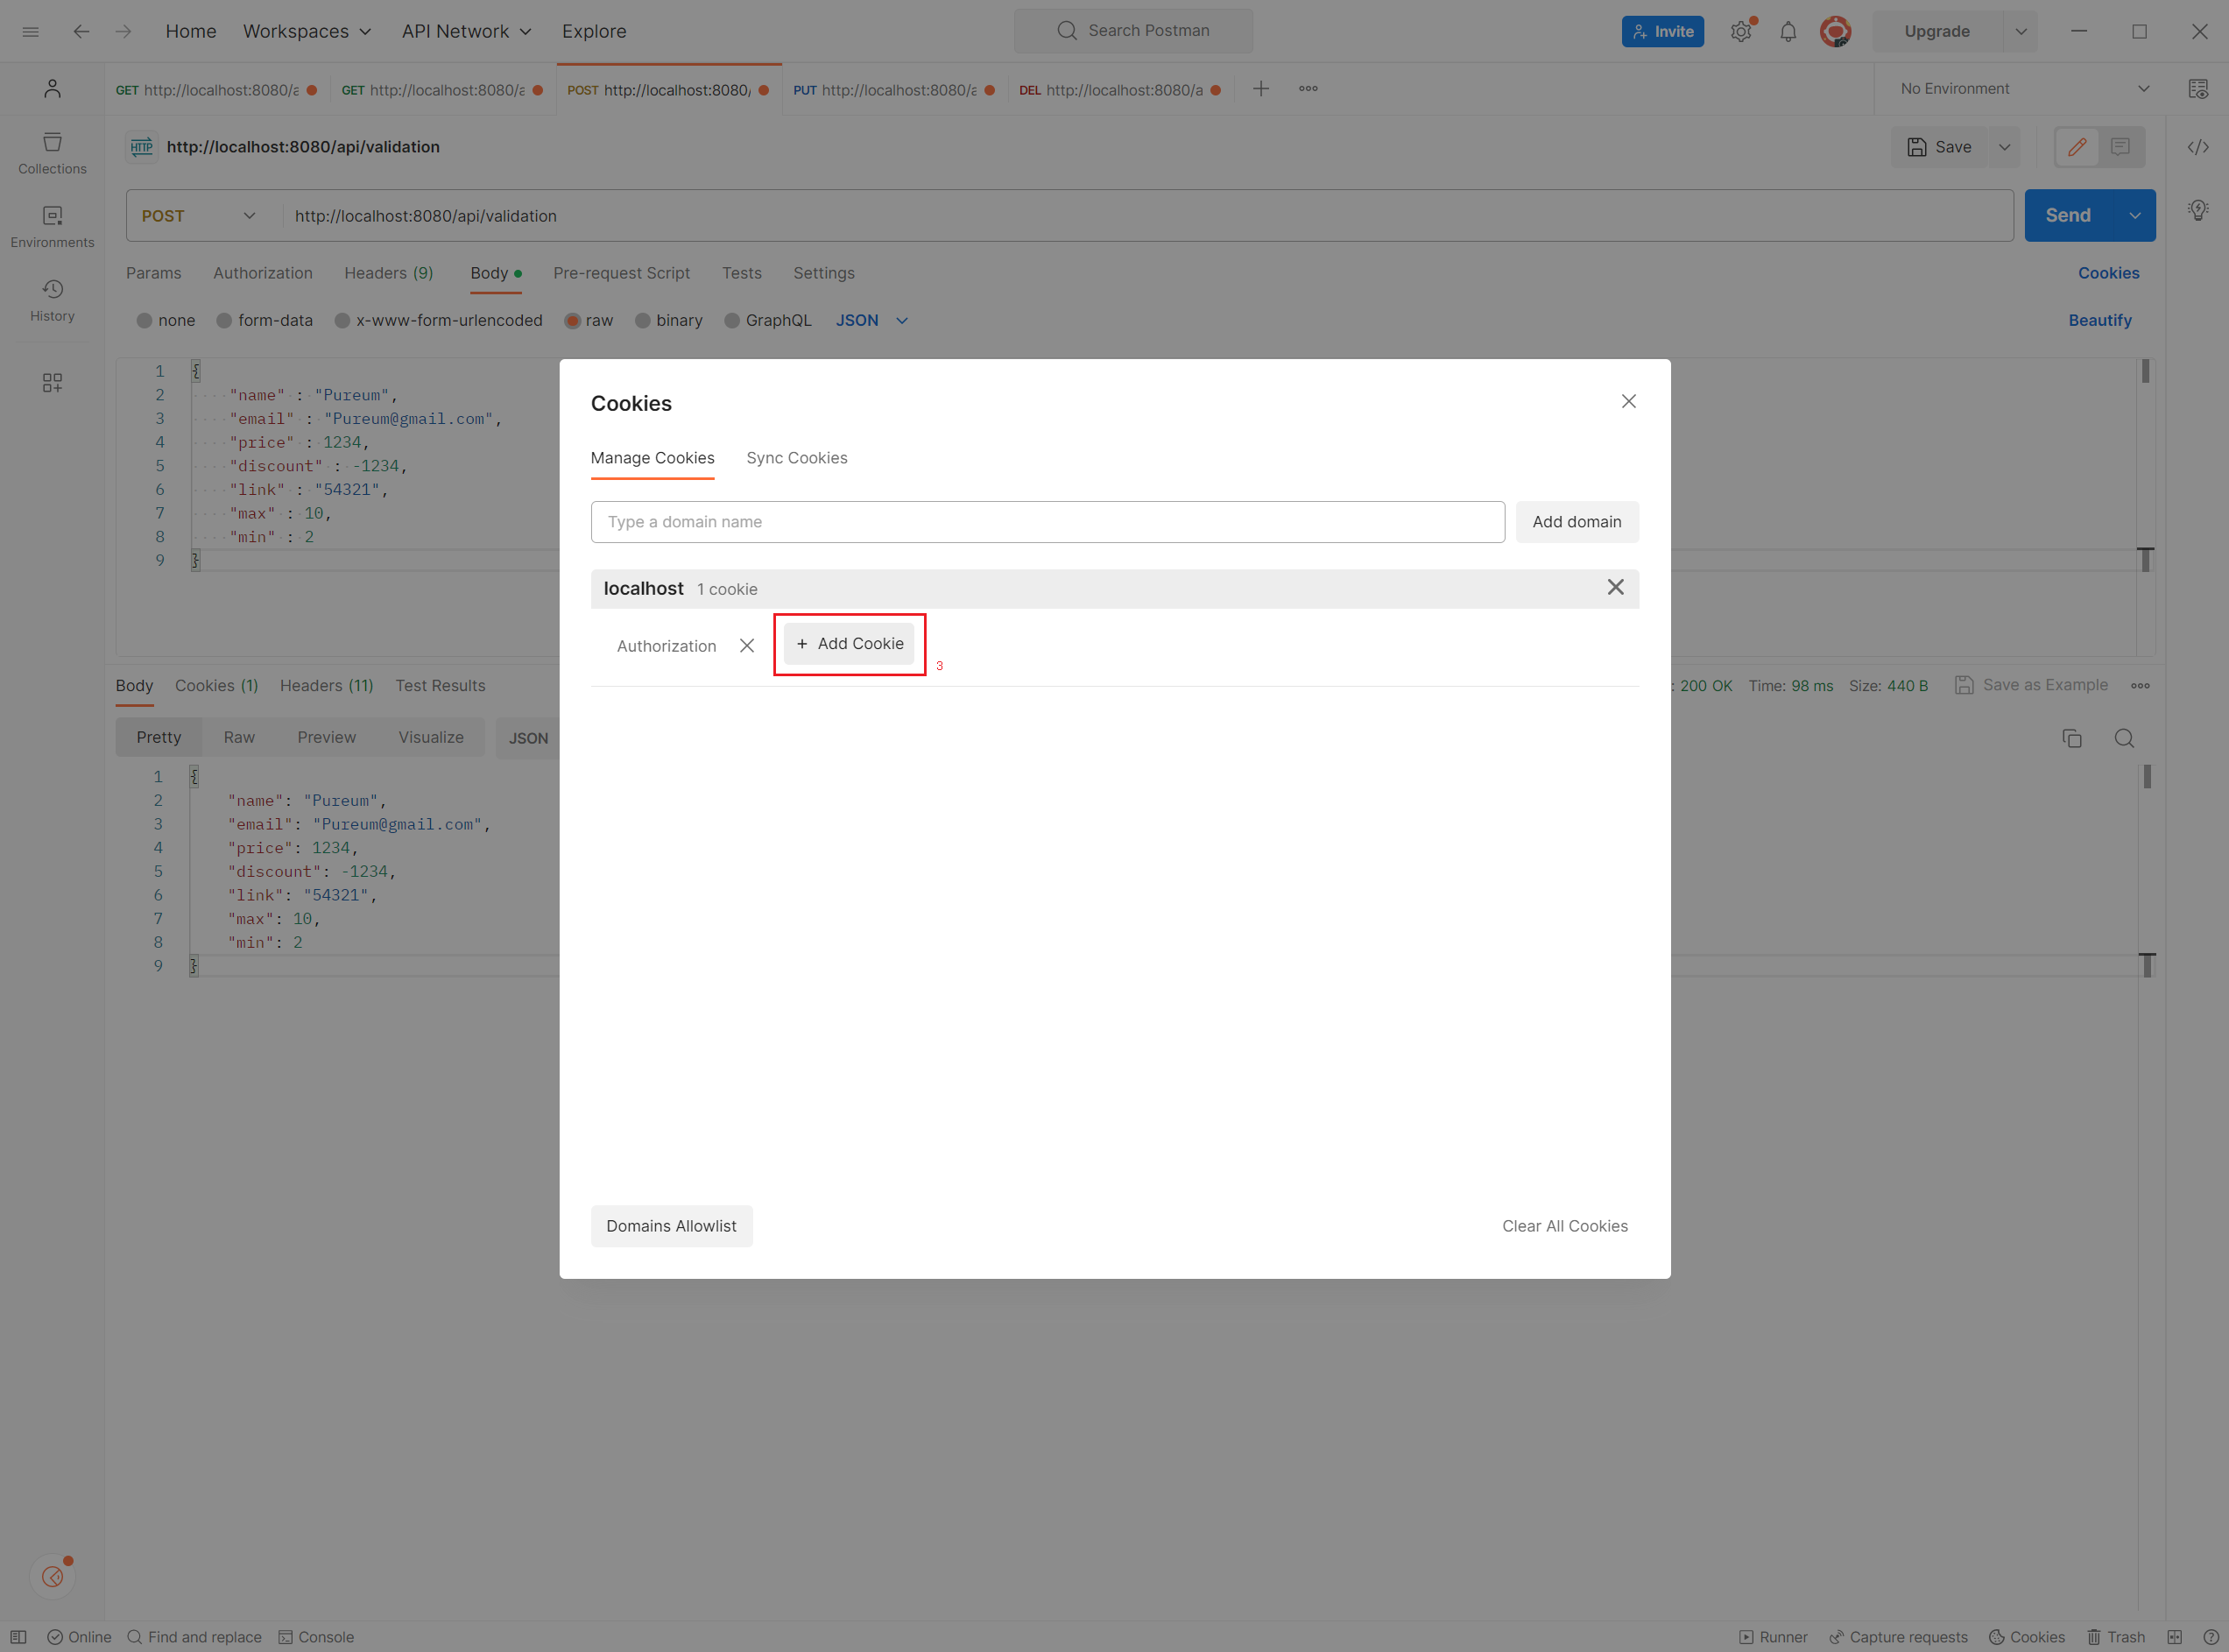 Home Workspaces API Network Explore Search Postman Invite Upgrade
GET http://localhost:8080/a GET http://localhost:8080/a POST http://localhost:8080/ PUT http://localhost:8080/a DEL http://localhost:8080/a No Environment
HTTP http://localhost:8080/api/validation Save
Collections
POST http://localhost:8080/api/validation Send
Environments
Params Authorization Headers (9) Body Pre-request Script Tests Settings Cookies
History
none form-data x-www-form-urlencoded raw binary GraphQL JSON Beautify
1 {
2 "name" : "Pureum",
3 "email" : "Pureum@gmail.com",
4 "price" : 1234,
5 "discount" : -1234,
6 "link" : "54321",
7 "max" : 10,
8 "min" : 2
9 }
Cookies
Manage Cookies Sync Cookies
Type a domain name Add domain
localhost 1 cookie
Authorization + Add Cookie
3
Body Cookies (1) Headers (11) Test Results : 200 OK Time: 98 ms Size: 440 B Save as Example
Pretty Raw Preview Visualize JSON
1 {
2 "name": "Pureum",
3 "email": "Pureum@gmail.com",
4 "price": 1234,
5 "discount": -1234,
6 "link": "54321",
7 "max": 10,
8 "min": 2
9 }
Domains Allowlist Clear All Cookies
Online Find and replace Console Runner Capture requests Cookies Trash